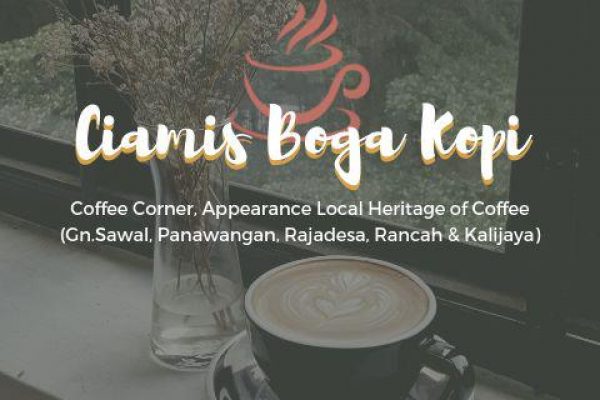 Ciamis Boga Kopi
Coffee Corner, Appearance Local Heritage of Coffee
(Gn.Sawal, Panawangan, Rajadesa, Rancah & Kalijaya)